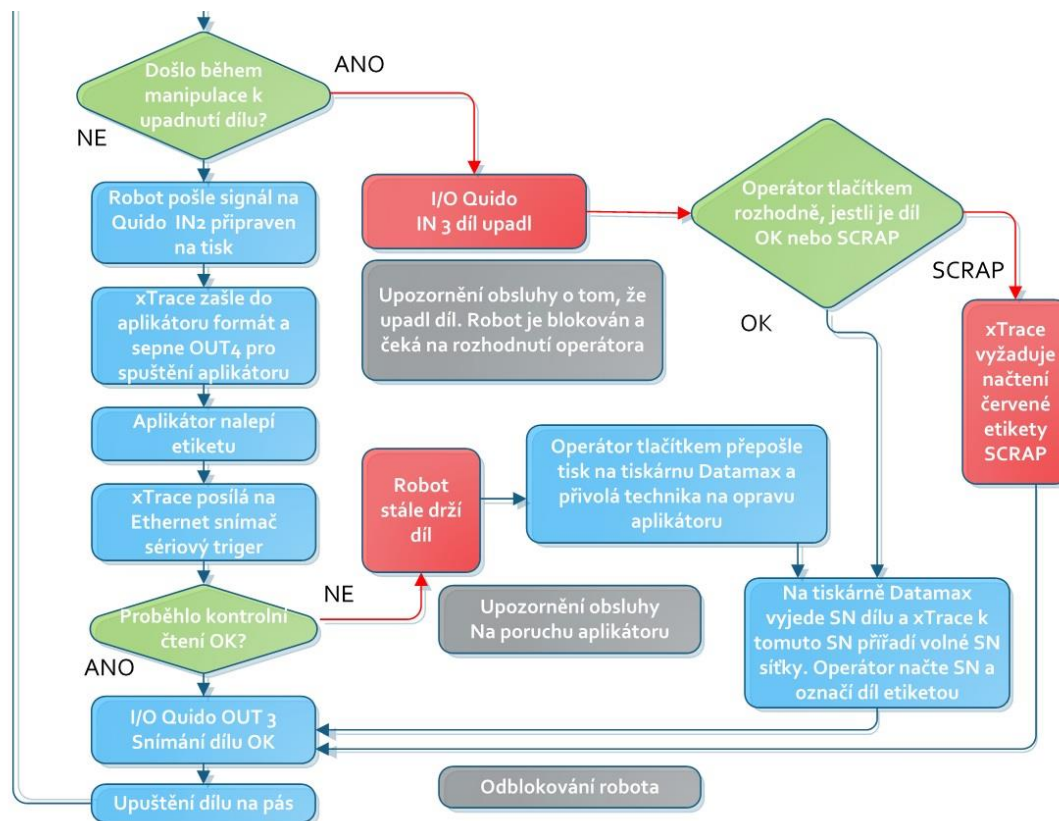 Došlo během
manipulace k
upadnutí dílu?
ANO
NE
Robot pošle signál na
Quido IN2 připraven
na tisk
I/O Quido
IN 3 díl upadl
Operátor tlačítkem
rozhodně, jestli je díl
OK nebo SCRAP
SCRAP
OK
Upozornění obsluhy o tom, že
upadl díl. Robot je blokován a
čeká na rozhodnutí operátora
xTrace zašle do
aplikátoru formát a
sepne OUT4 pro
spuštění aplikátoru
xTrace
vyžaduje
načtení
červené
etikety
SCRAP
Aplikátor nalepí
etiketu
Robot
stále drží
díl
Operátor tlačítkem přepošle
tisk na tiskárnu Datamax a
přivolá technika na opravu
aplikátoru
xTrace posílá na
Ethernet snímač
sériový triger
NE
Proběhlo kontrolní
čtení OK?
ANO
Upozornění obsluhy
Na poruchu aplikátoru
Na tiskárně Datamax
vyjede SN dílu a xTrace k
tomuto SN přířadí volné SN
síťky. Operátor načte SN a
označí díl etiketou
I/O Quido OUT 3
Snímání dílu OK
Odblokování robota
Upuštění dílu na pás